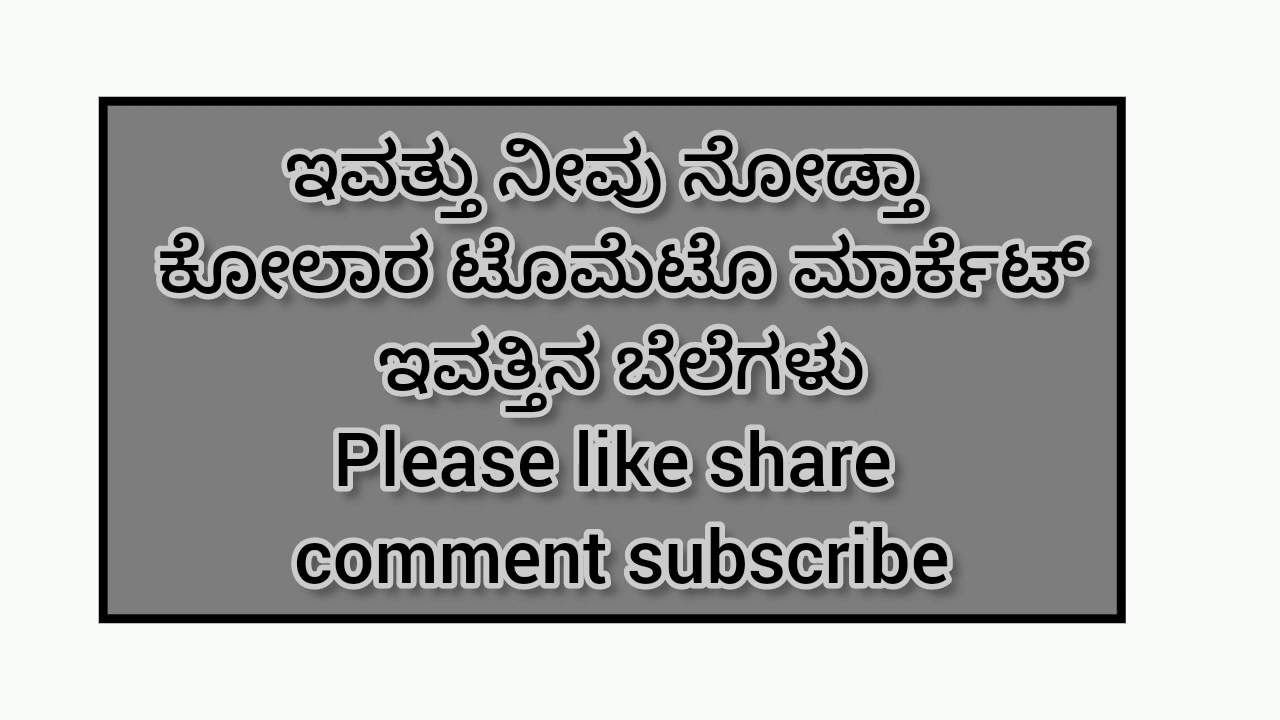 ಇವತ್ತು ನೀವು ನೋಡ್ತಾ
ಕೋಲಾರ ಟೊಮೆಟೊ ಮಾರ್ಕೆಟ್
ಇವತ್ತಿನ ಬೆಲೆಗಳು
Please like share
comment subscribe